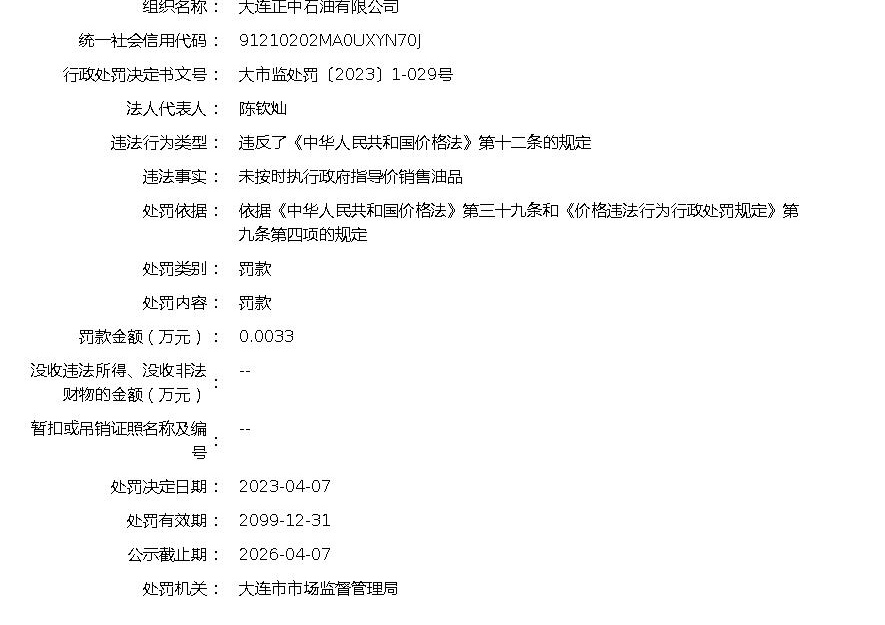 组织名称： 大连正中石油有限公司
统一社会信用代码： 91210202MA0UXYN70J
行政处罚决定书文号： 大市监处罚〔2023〕1-029号
法人代表人： 陈钦灿
违法行为类型： 违反了《中华人民共和国价格法》第十二条的规定
违法事实： 未按时执行政府指导价销售油品
处罚依据： 依据《中华人民共和国价格法》第三十九条和《价格违法行为行政处罚规定》第
九条第四项的规定
处罚类别： 罚款
处罚内容： 罚款
罚款金额（万元）： 0.0033
没收违法所得、没收非法
财物的金额（万元）： --
暂扣或吊销证照名称及编
号： --
处罚决定日期： 2023-04-07
处罚有效期： 2099-12-31
公示截止期： 2026-04-07
处罚机关： 大连市市场监督管理局